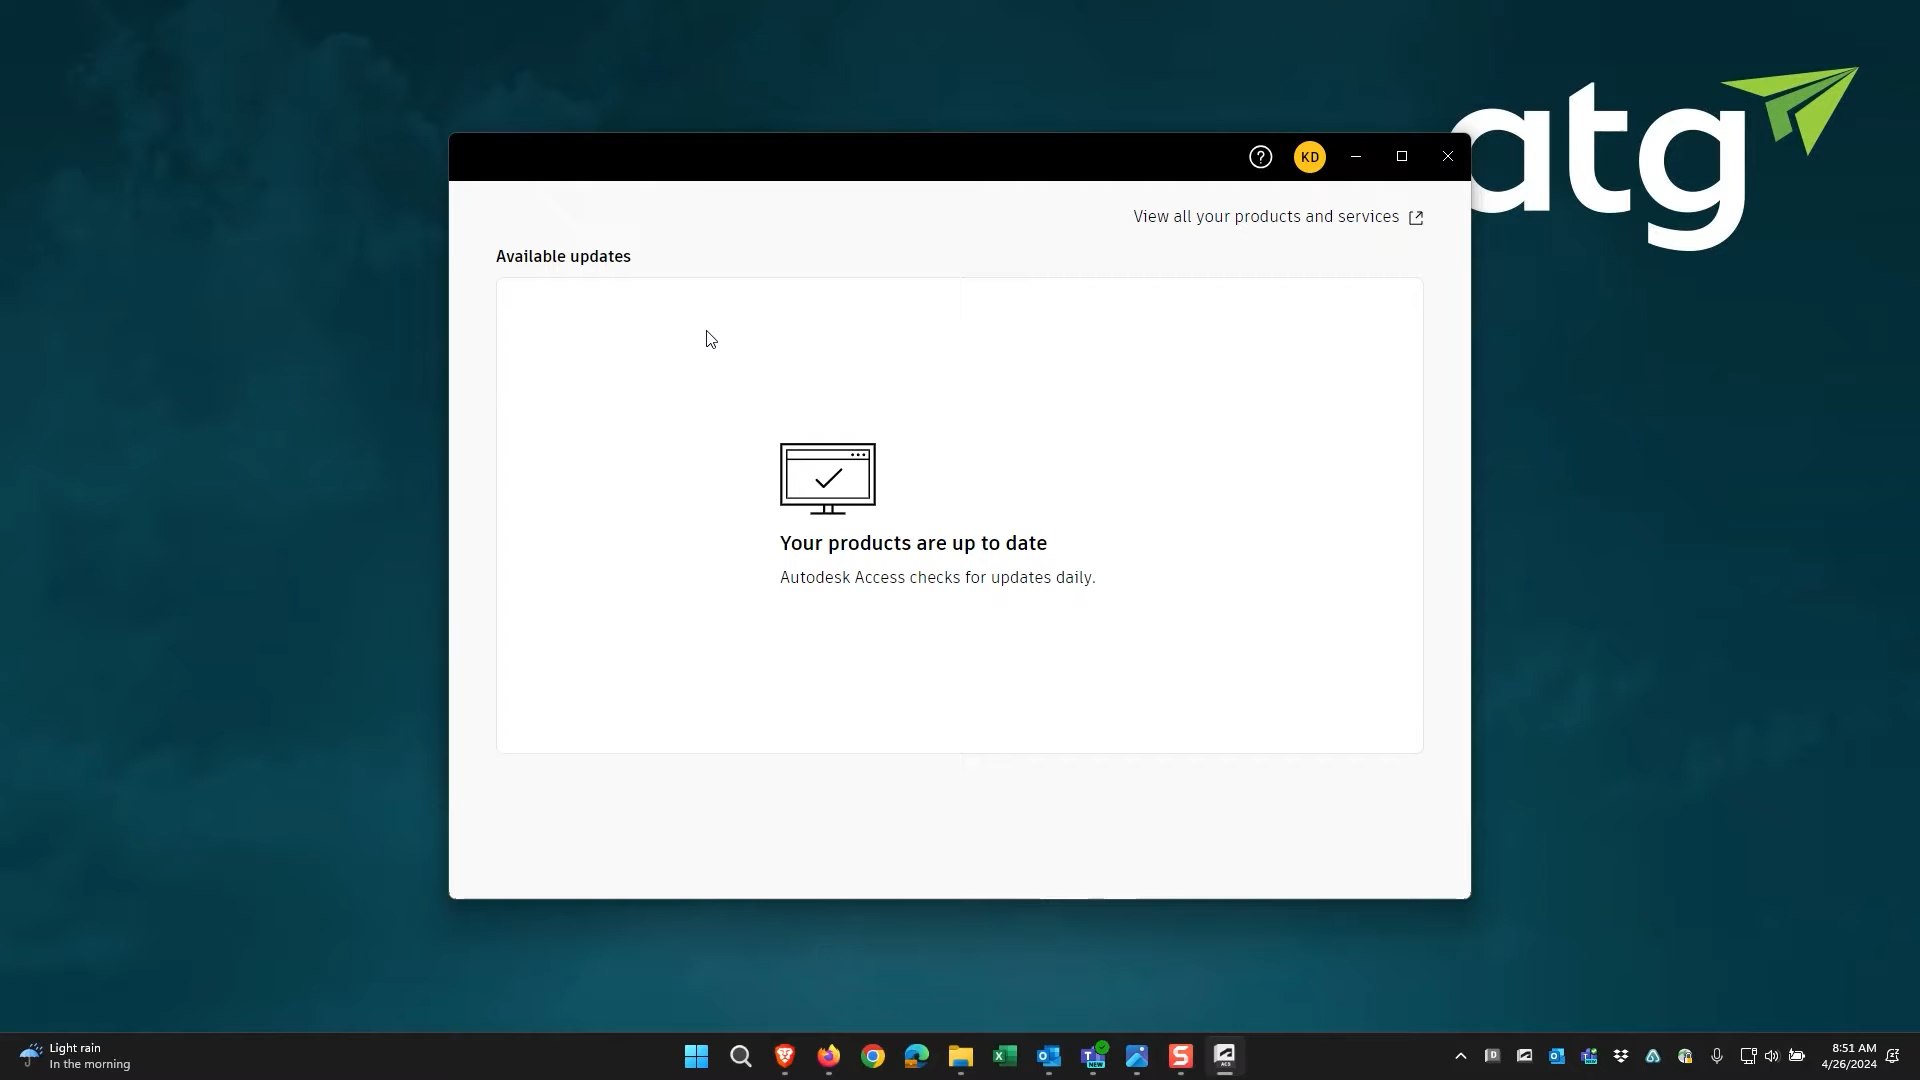 atg
KD
View all your products and services
Available updates
Your products are up to date
Autodesk Access checks for updates daily.
Light rain
In the morning
8:51 AM
4/26/2024